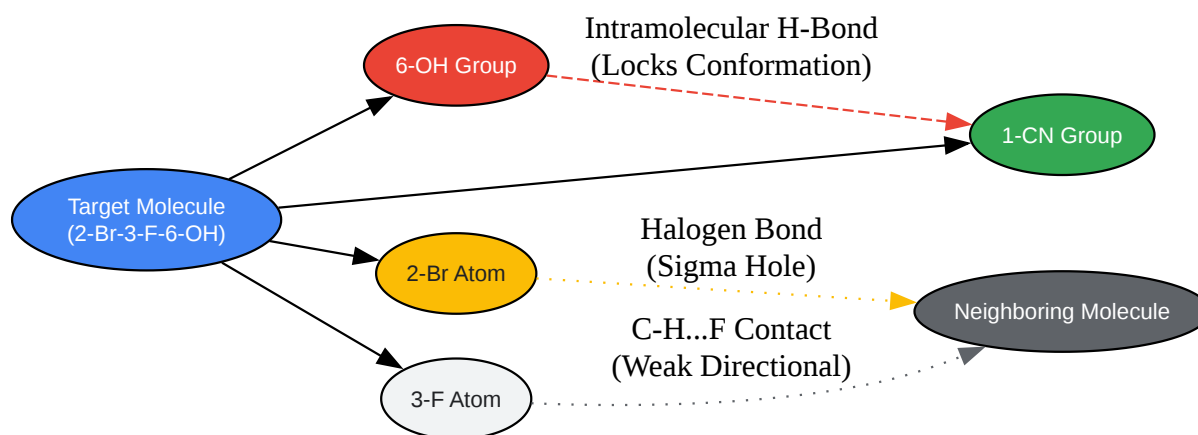 Intramolecular H-Bond
(Locks Conformation)
6-OH Group
1-CN Group
Target Molecule
(2-Br-3-F-6-OH)
Halogen Bond
(Sigma Hole)
2-Br Atom
Neighboring Molecule
C-H...F Contact
(Weak Directional)
3-F Atom